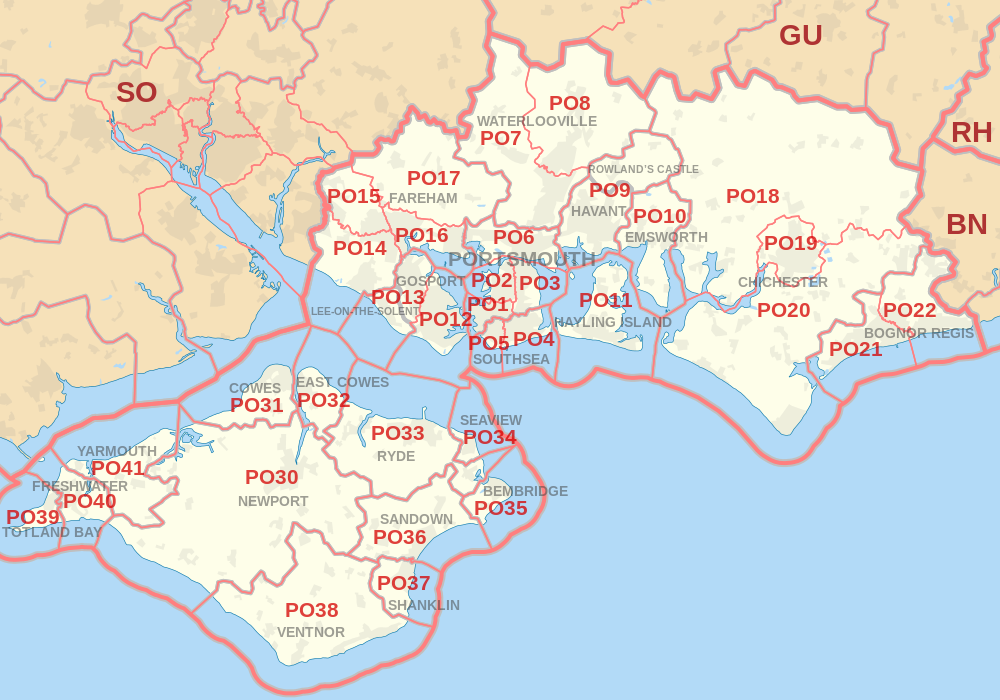 GU
SO
PO8
WATERLOOVILLE
PO7
RH
ROWLAND'S CASTLE
PO17
PO15
FAREHAM
PO9
PO18
HAVANT
PO10
BN
PO16
PO6
EMSWORTH
PO14
PO19
PORTSMOUTH
GOSPORT
PO2
PO3
CHICHESTER
PO13
PO1
PO11
LEE-ON-THE-SOLENT
PO20
PO22
PO12
HAYLING ISLAND
BOGNOR REGIS
PO5
PO4
PO21
SOUTHSEA
COWES
EAST COWES
PO31
PO32
SEAVIEW
PO33
PO34
YARMOUTH
RYDE
PO41
PO30
FRESHWATER
BEMBRIDGE
PO40
NEWPORT
PO35
PO39
SANDOWN
TOTLAND BAY
PO36
PO37
SHANKLIN
PO38
VENTNOR